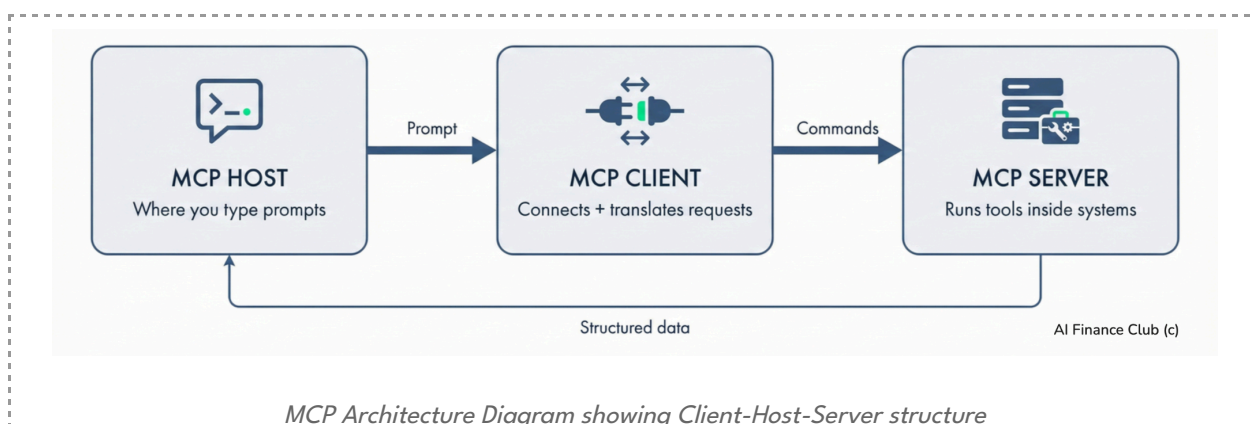 Prompt
Commands
MCP HOST
MCP CLIENT
MCP SERVER
Where you type prompts
Connects + translates requests
Runs tools inside systems
Structured data
AI Finance Club (c)
MCP Architecture Diagram showing Client-Host-Server structure